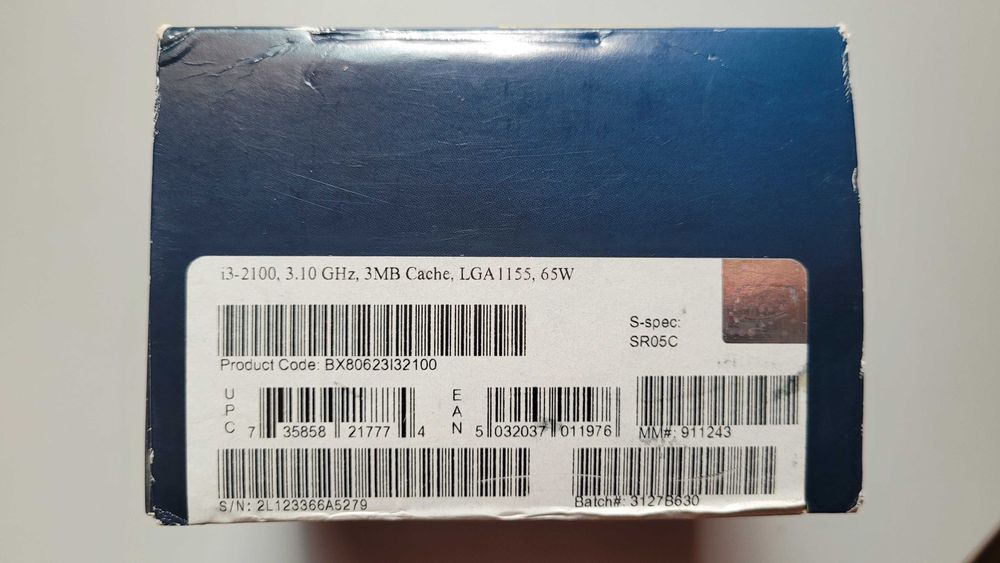 i3-2100, 3.10 GHz, 3MB Cache, LGA1155, 65W
S-spec:
SR05C
Product Code: BX80623I32100
UPC 7 35858 21777 4
EAN 5 032037 011976
MM#: 911243
S/N: 2L123366A5279
Batch#: 3127B630